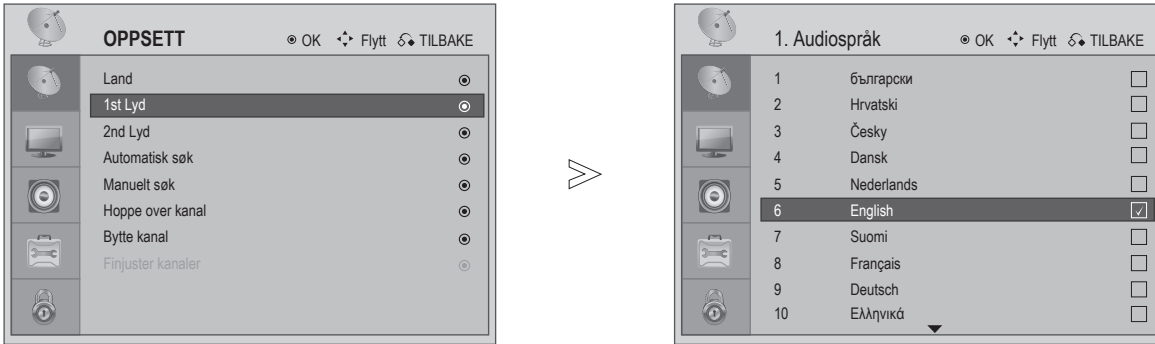 OPPSETT OK Flytt TILBAKE
Land
1st Lyd
2nd Lyd
Automatisk søk
Manuelt søk
Hoppe over kanal
Bytte kanal
Finjuster kanaler
1. Audiospråk OK Flytt TILBAKE
1 български
2 Hrvatski
3 Česky
4 Dansk
5 Nederlands
6 English
7 Suomi
8 Français
9 Deutsch
10 Ελληνικά